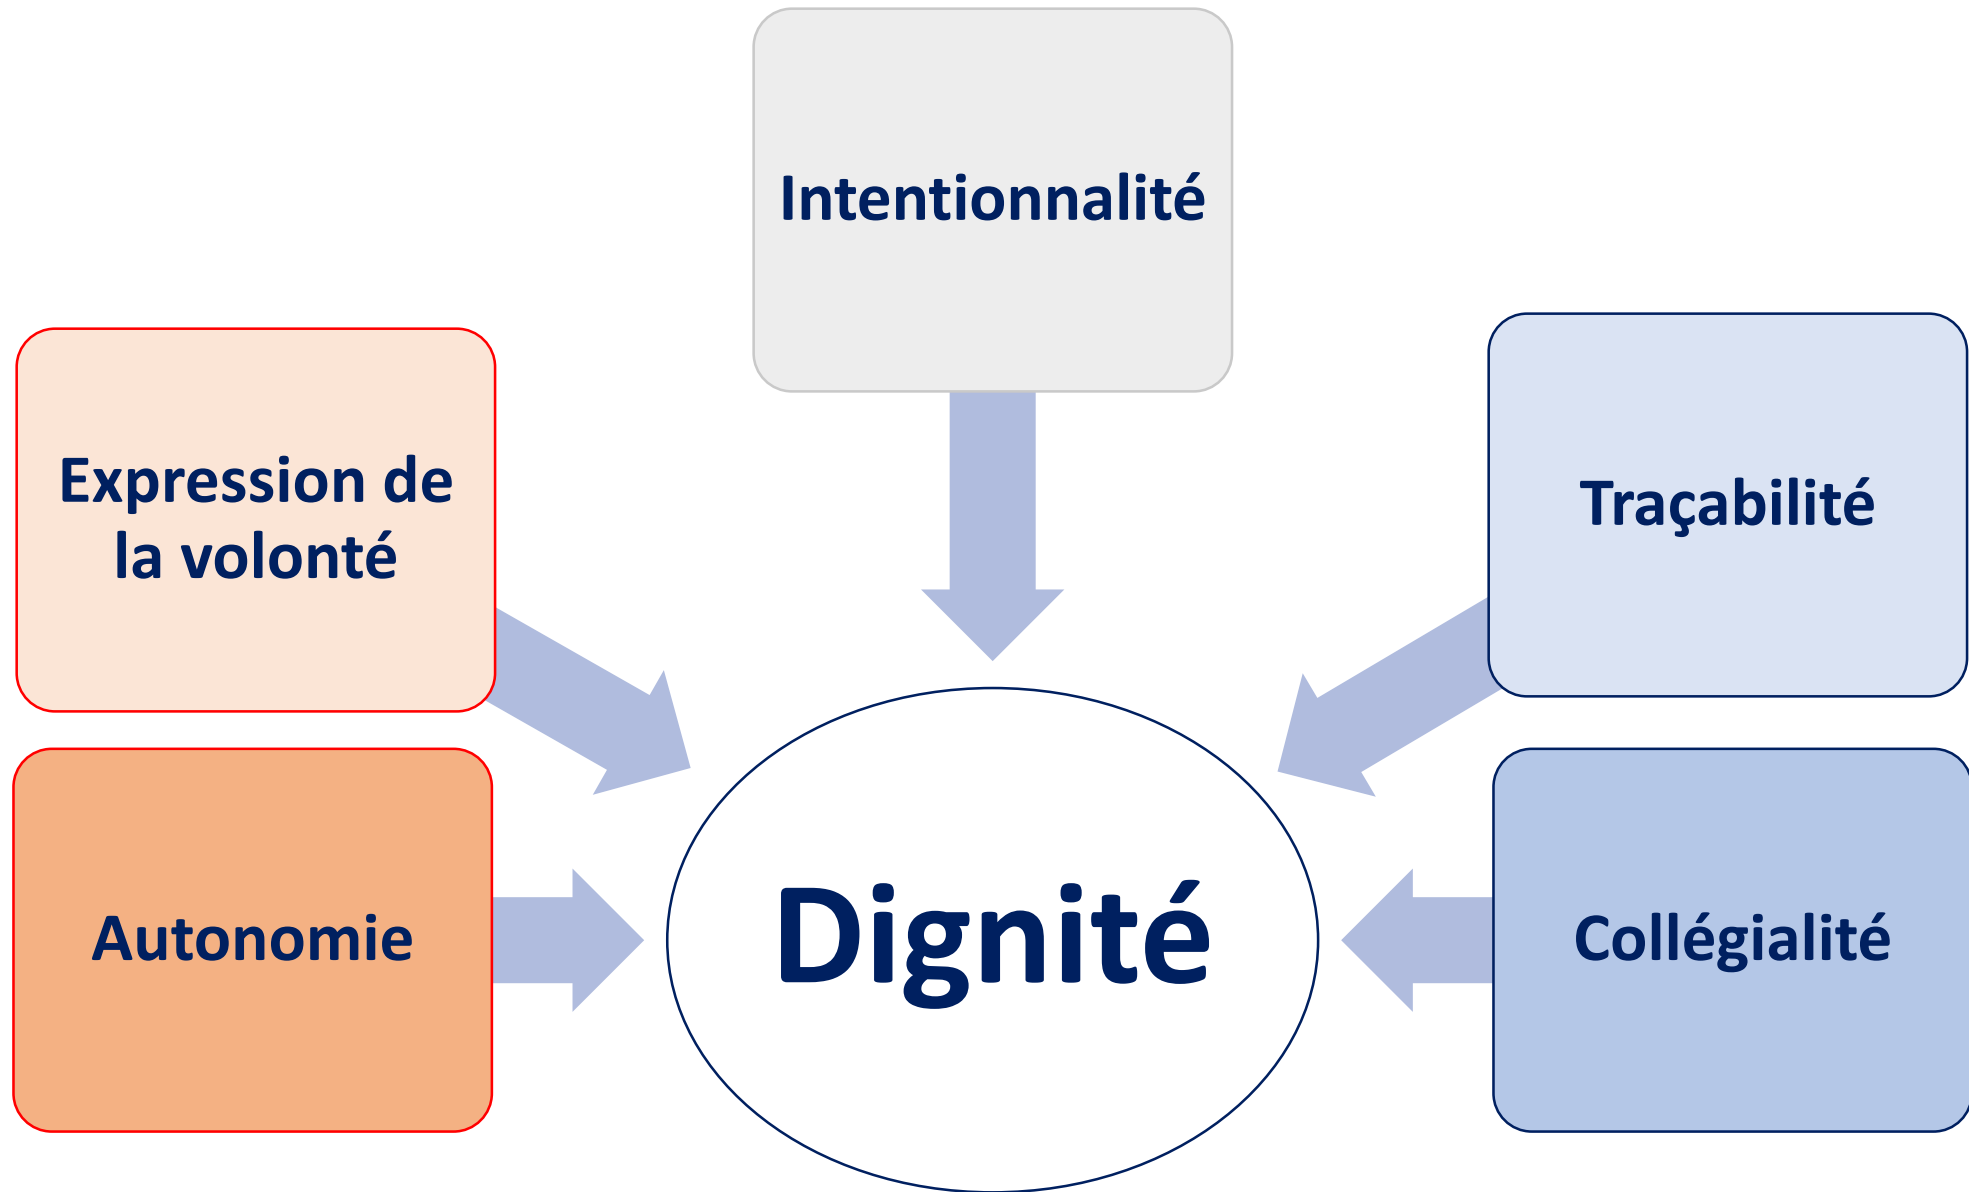 Intentionnalité
Expression de
la volonté
Traçabilité
Autonomie
Dignité
Collégialité